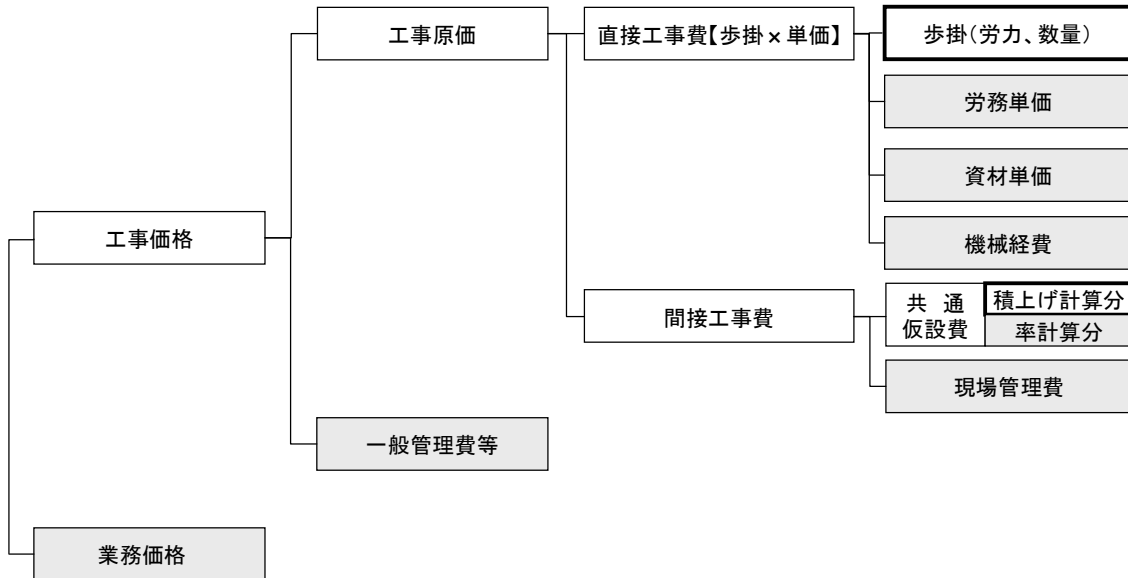 工事原価
直接工事費【歩掛×単価】
歩掛(労力、数量)
労務単価
資材単価
工事価格
機械経費
間接工事費
共 通
仮設費
積上げ計算分
率計算分
現場管理費
一般管理費等
業務価格